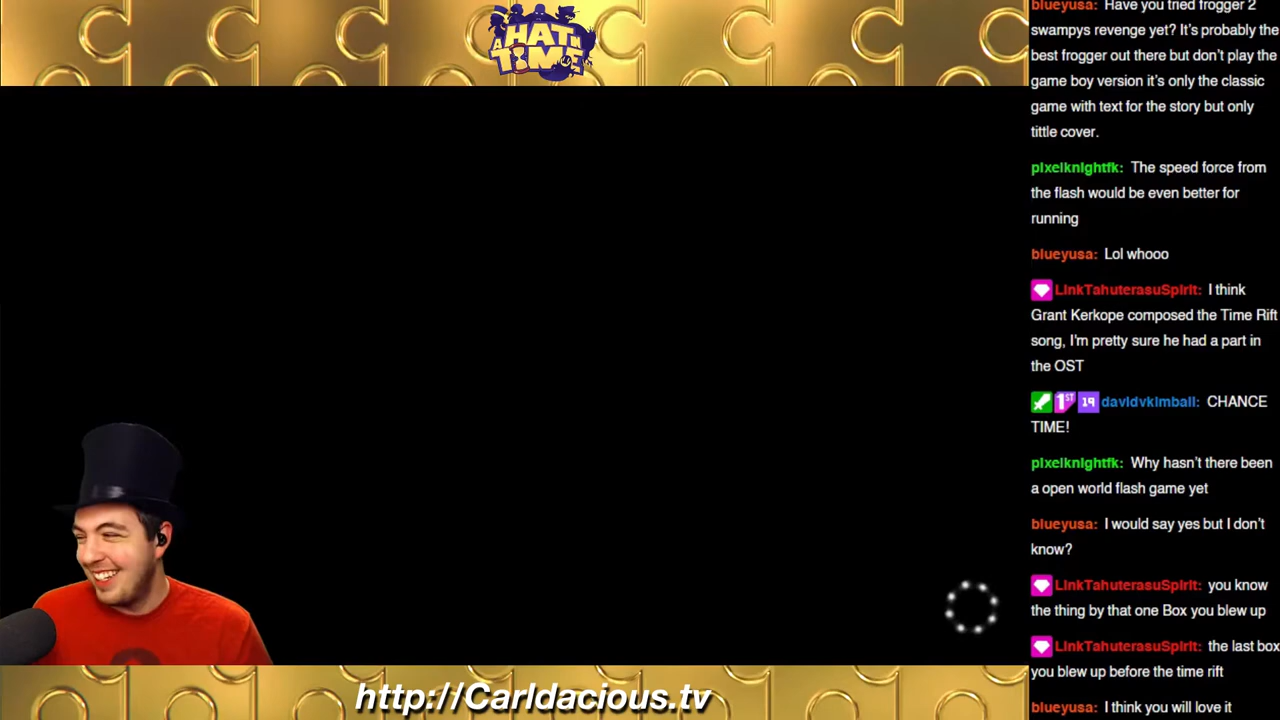 A HAT IN TIME
blueyusa: Have you tried frogger 2
swampys revenge yet? It's probably the
best frogger out there but don't play the
game boy version it's only the classic
game with text for the story but only
tittle cover.
pixelknightfk: The speed force from
the flash would be even better for
running
blueyusa: Lol whooo
LinkTahuterasuSpirit: I think
Grant Kerkope composed the Time Rift
song, I'm pretty sure he had a part in
the OST
1ST 19 davidvkimball: CHANCE
TIME!
pixelknightfk: Why hasn't there been
a open world flash game yet
blueyusa: I would say yes but I don't
know?
LinkTahuterasuSpirit: you know
the thing by that one Box you blew up
LinkTahuterasuSpirit: the last box
you blew up before the time rift
blueyusa: I think you will love it
http://Carldacious.tv